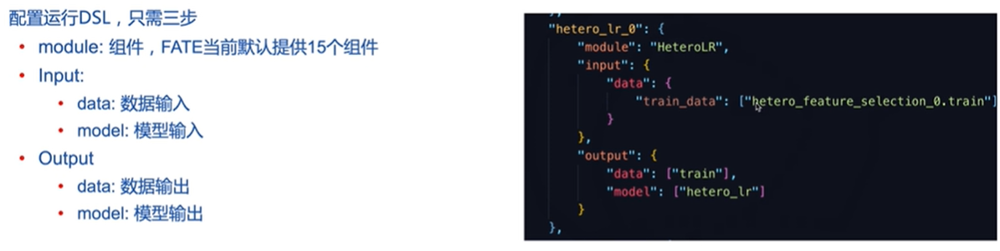 配置运行DSL，只需三步
• module: 组件，FATE当前默认提供15个组件
• Input:
• data: 数据输入
• model: 模型输入
• Output
• data: 数据输出
• model: 模型输出
"hetero_lr_0": {
"module": "HeteroLR",
"input": {
"data": {
"train_data": ["hetero_feature_selection_0.train"]
}
},
"output": {
"data": ["train"],
"model": ["hetero_lr"]
}
},